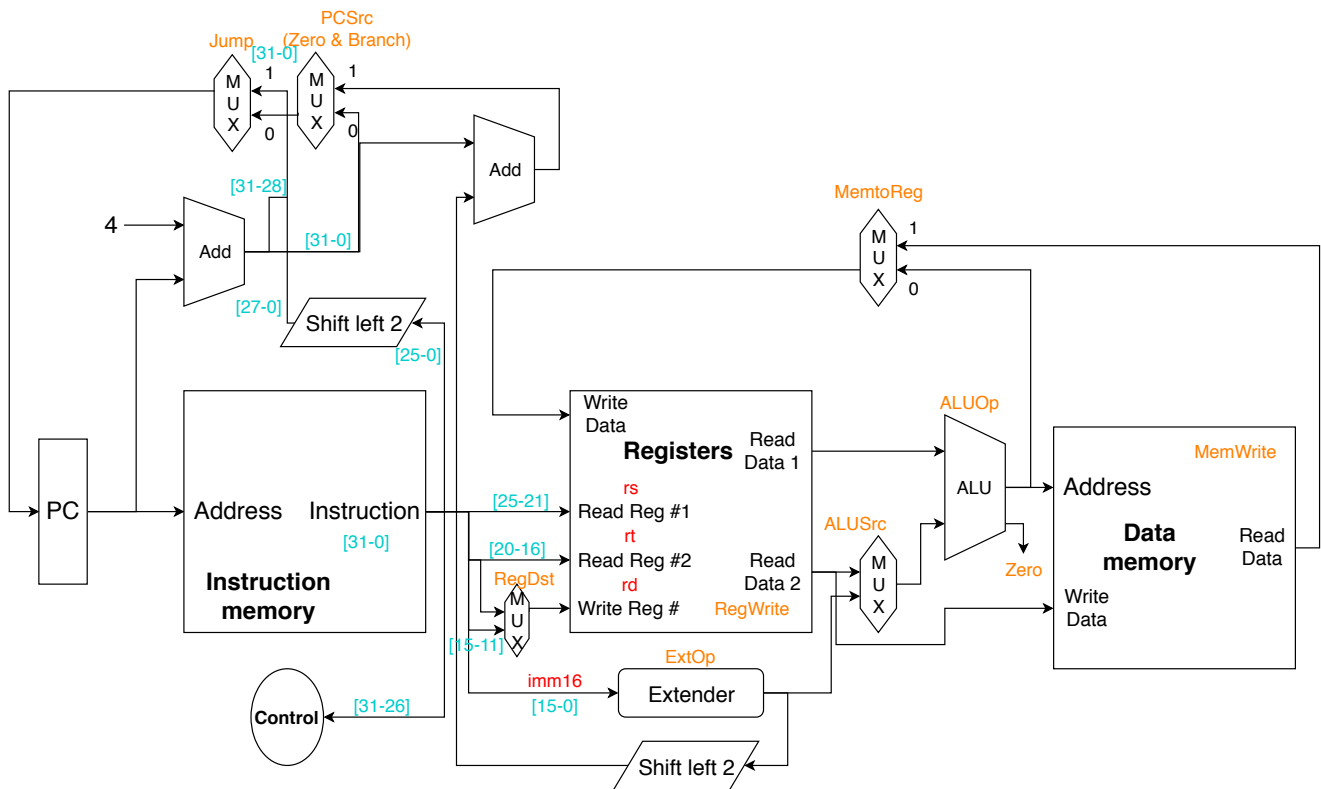 PCSrc
(Zero & Branch)
Jump
[31-0]
M
U
X
1
0
M
U
X
1
0
Add
[31-28]
4
Add
[31-0]
[27-0]
Shift left 2
[25-0]
MemtoReg
M
U
X
1
0
Write
Data
Registers
Read
Data 1
rs
Read Reg #1
rt
Read Reg #2
rd
Write Reg #
Read
Data 2
RegWrite
ALUOp
ALU
Zero
ALUSrc
M
U
X
MemWrite
Address
Data
memory
Read
Data
Write
Data
PC
Address
Instruction
[31-0]
Instruction
memory
[25-21]
[20-16]
RegDst
M
U
X
[15-11]
imm16
[15-0]
ExtOp
Extender
Control
[31-26]
Shift left 2